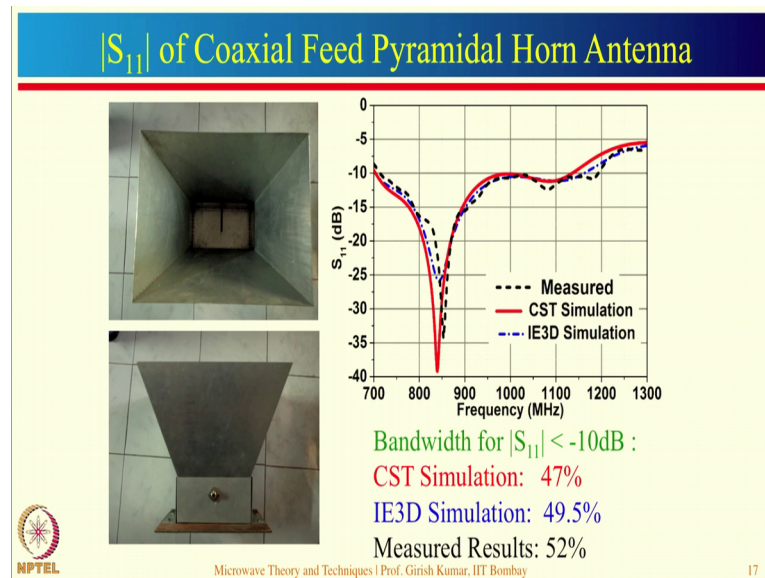 |S11| of Coaxial Feed Pyramidal Horn Antenna
0
-5
-10
-15
-20
-25
-30
-35
-40
S11 (dB)
Measured
CST Simulation
IE3D Simulation
700 800 900 1000 1100 1200 1300
Frequency (MHz)
Bandwidth for |S11| < -10dB :
CST Simulation: 47%
IE3D Simulation: 49.5%
Measured Results: 52%
NPTEL
Microwave Theory and Techniques | Prof. Girish Kumar, IIT Bombay
17